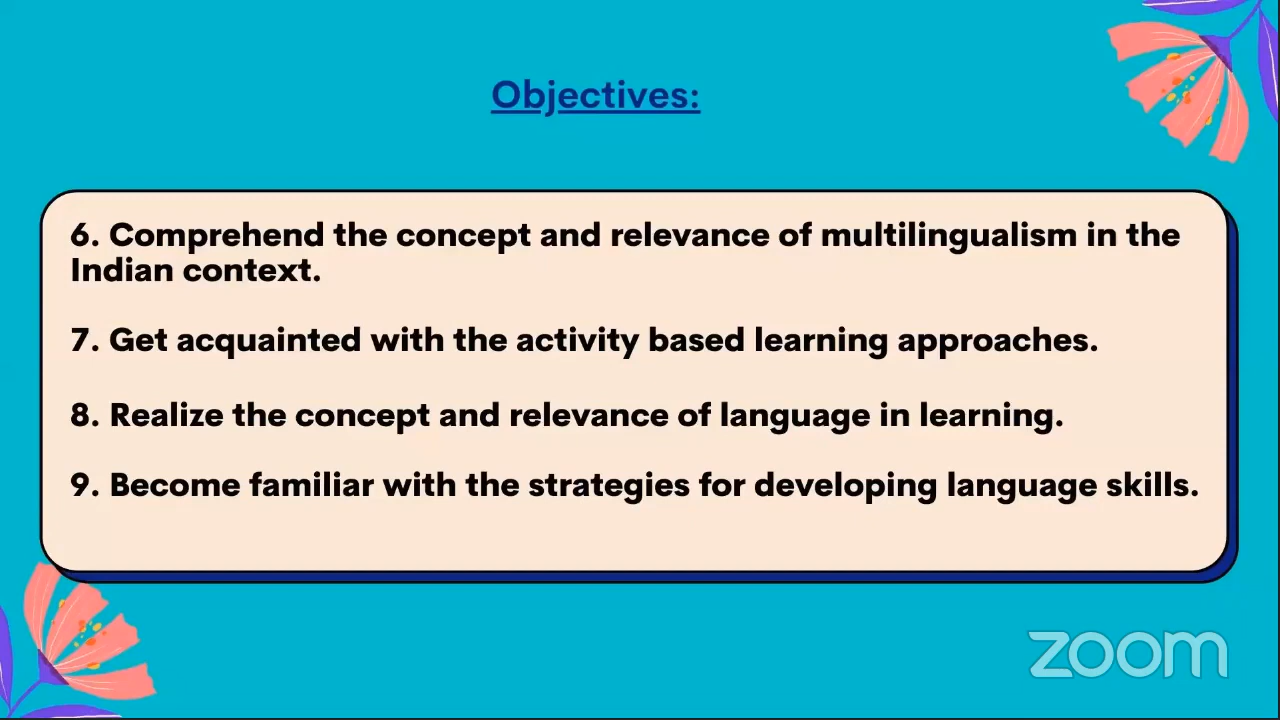 Objectives:
6. Comprehend the concept and relevance of multilingualism in the
Indian context.
7. Get acquainted with the activity based learning approaches.
8. Realize the concept and relevance of language in learning.
9. Become familiar with the strategies for developing language skills.
zoom